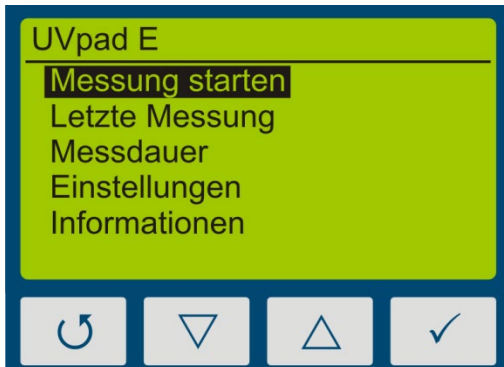 UVpad E
Messung starten
Letzte Messung
Messdauer
Einstellungen
Informationen